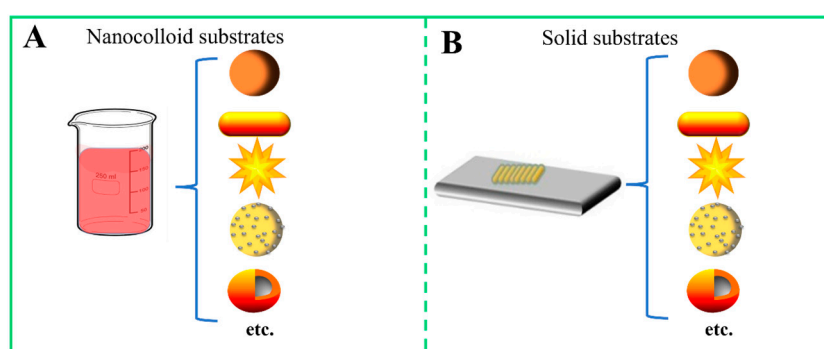 A
Nanocolloid substrates
250 ml
etc.
B
Solid substrates
etc.